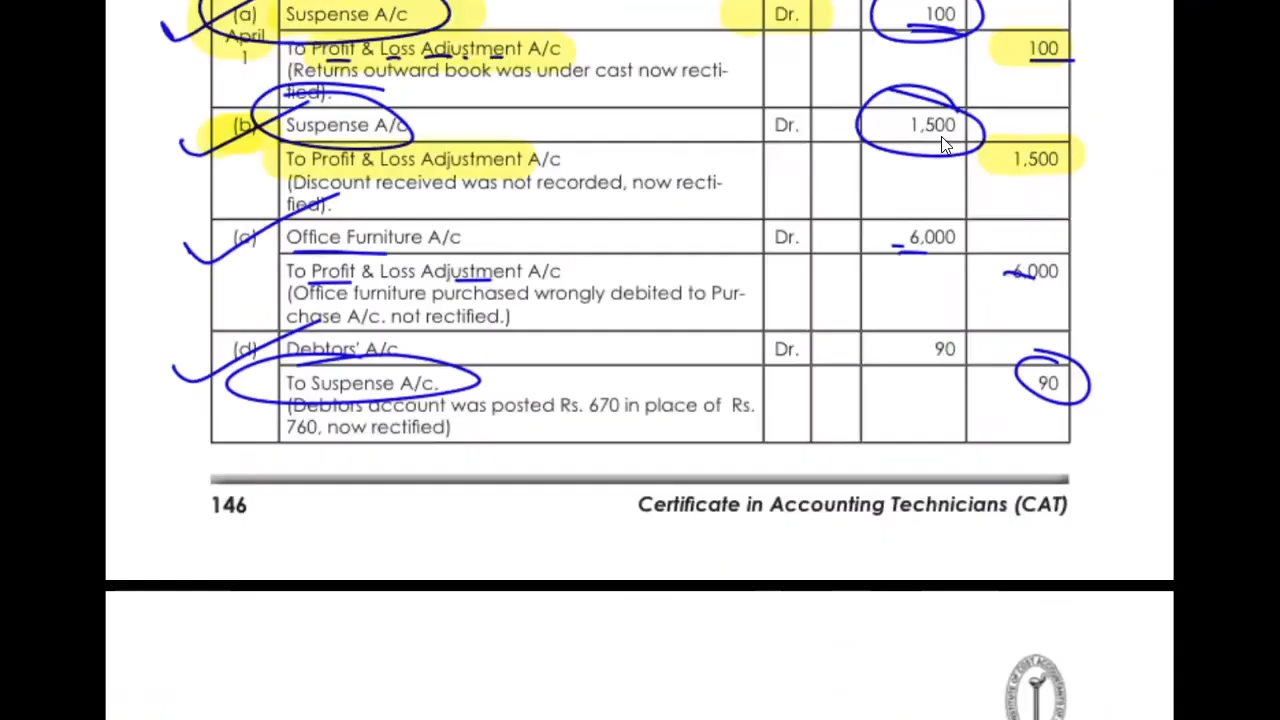 (a) Suspense A/c Dr. 100
April
1
To Profit & Loss Adjustment A/c 100
(Returns outward book was under cast now recti-
fied).
(b) Suspense A/c Dr. 1,500
To Profit & Loss Adjustment A/c 1,500
(Discount received was not recorded, now recti-
fied).
(c) Office Furniture A/c Dr. 6,000
To Profit & Loss Adjustment A/c 6,000
(Office furniture purchased wrongly debited to Pur-
chase A/c. not rectified.)
(d) Debtors' A/c Dr. 90
To Suspense A/c. 90
(Debtors account was posted Rs. 670 in place of Rs.
760, now rectified)
146 Certificate in Accounting Technicians (CAT)